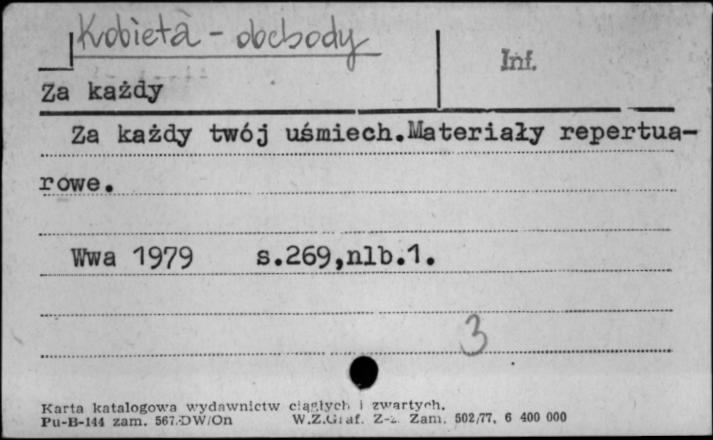 Kobieta - obchody
Inf.
Za każdy
Za każdy twój uśmiech.Materiały repertua-
rowe.
Wwa 1979 s.269,nlb.1.
3
Karta katalogowa wydawnictw ciągłych i zwartych.
Pu-B-144 zam. 567.DW/On W.Z.Graf. Z-2. Zam. 502/77. 6 400 000